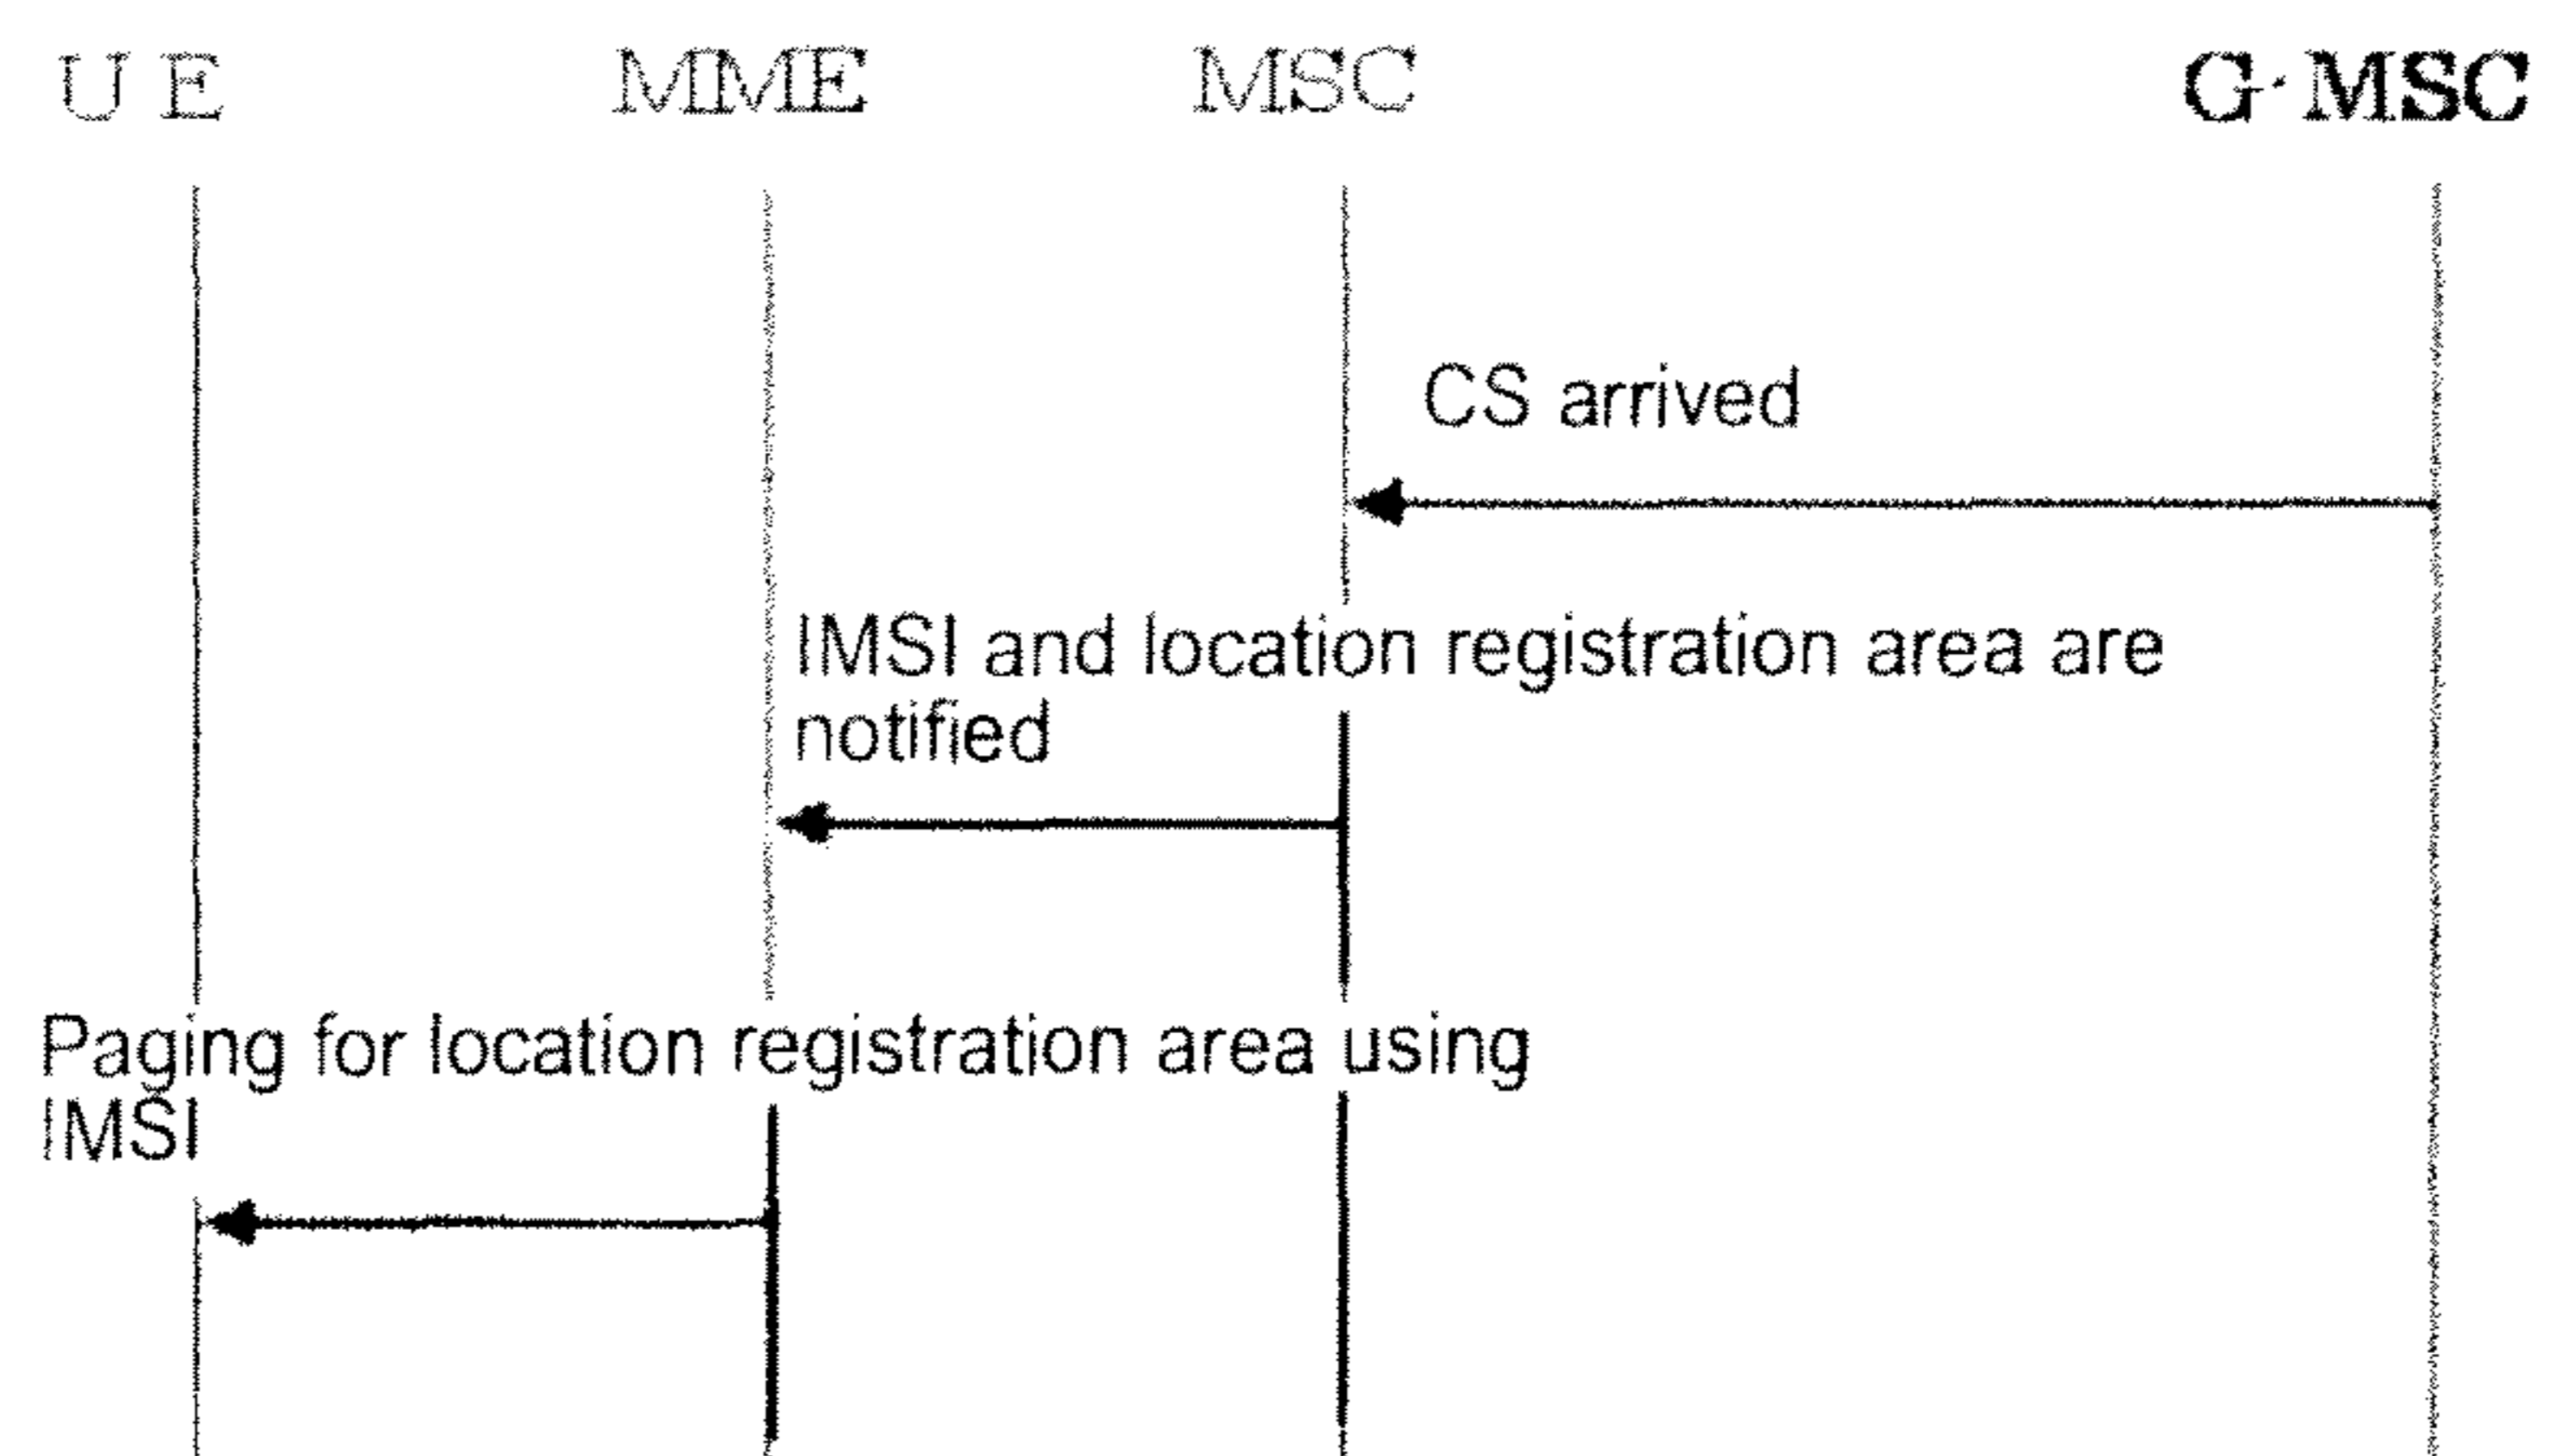 U E MME MSC G-MSC
CS arrived
IMSI and location registration area are
notified
Paging for location registration area using
IMSI